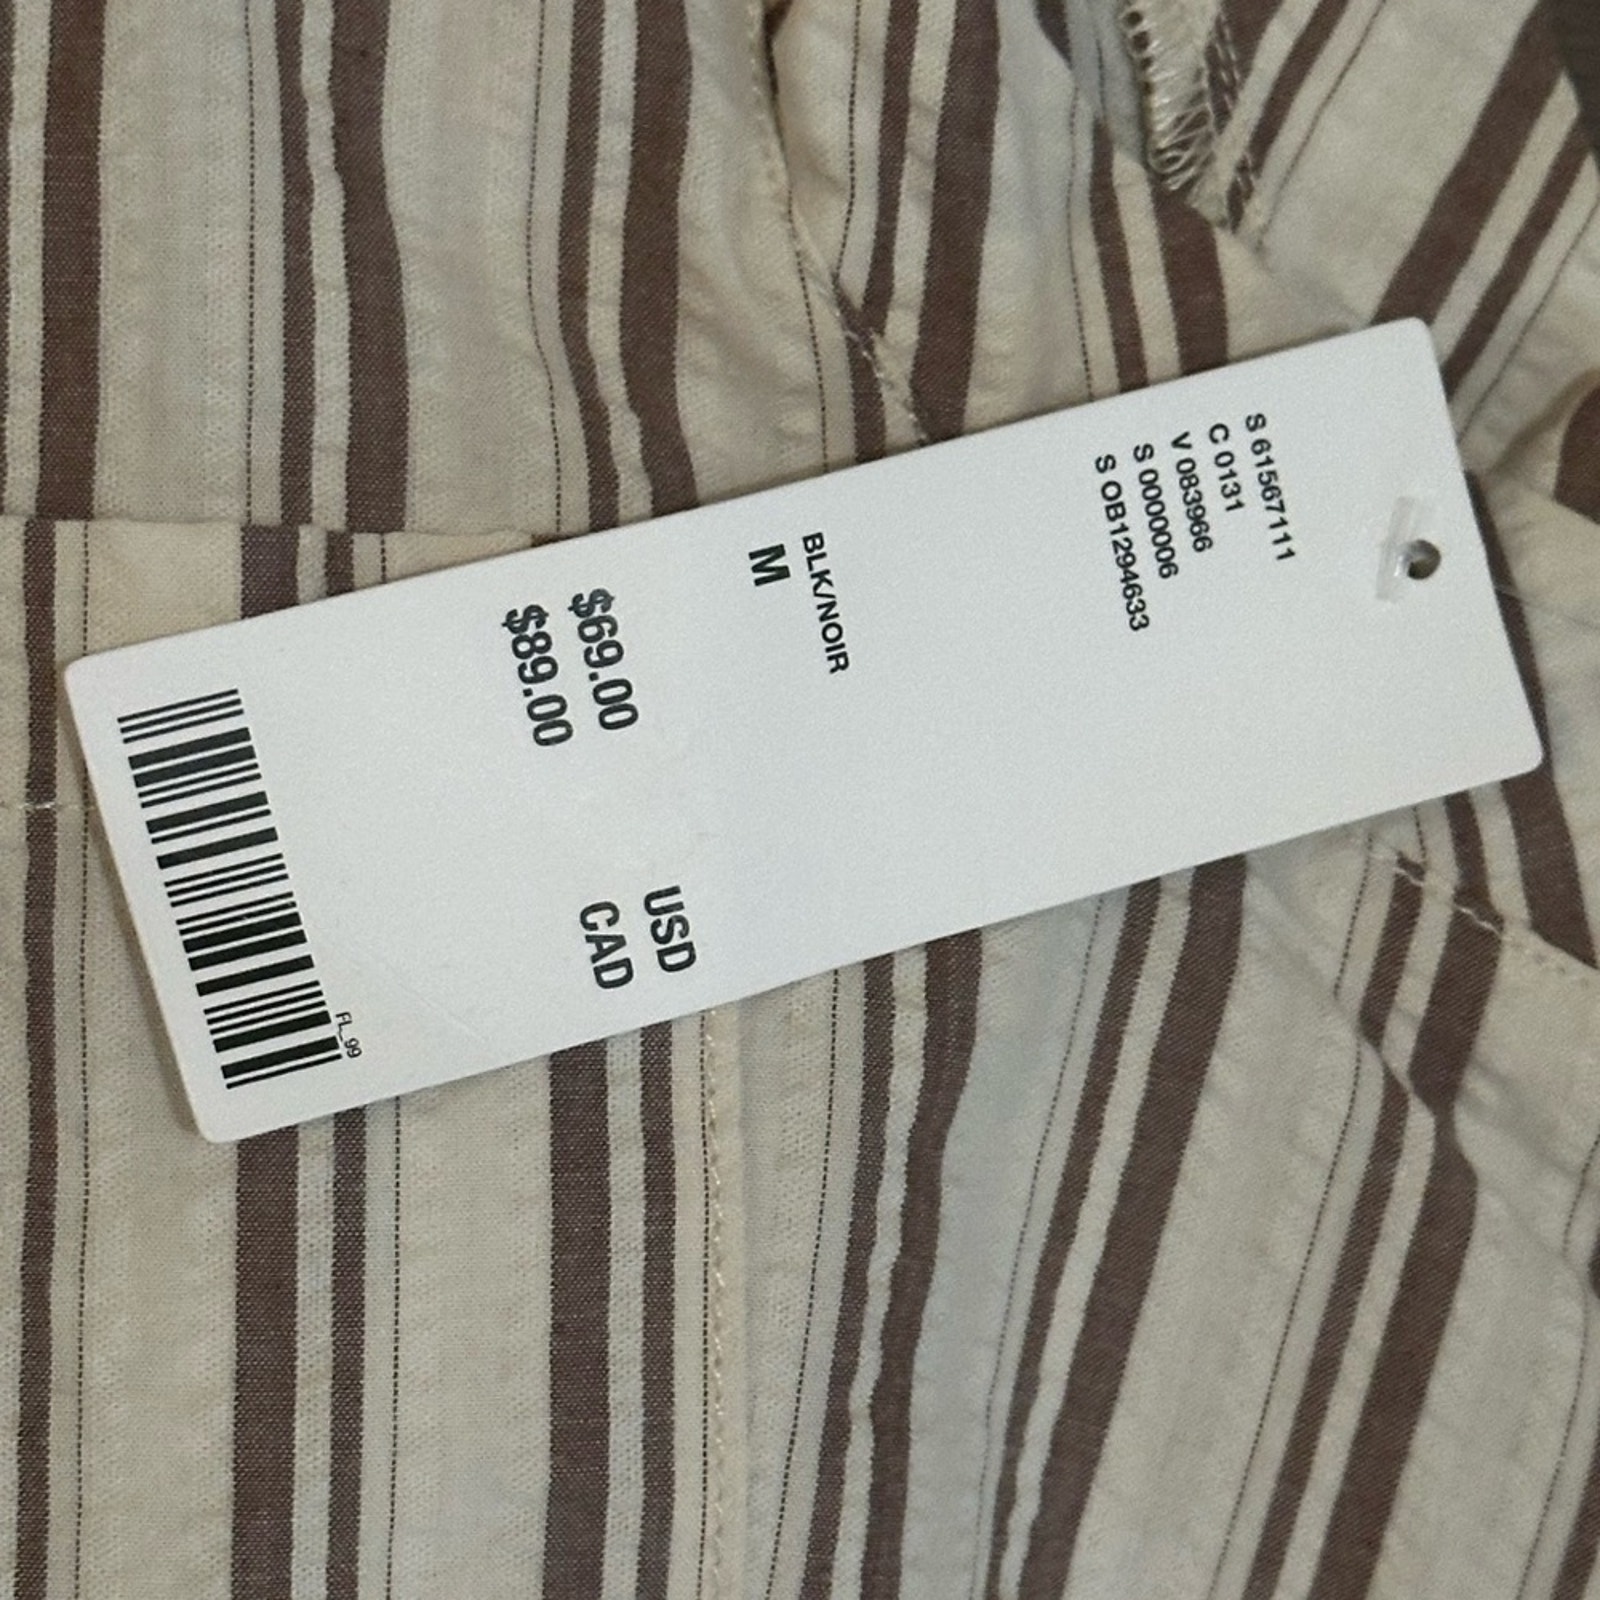 S 61567111
C 0131
V 083966
S 0000006
S OB1294633
BLK/NOIR
M
$69.00 USD
$89.00 CAD
FL_99